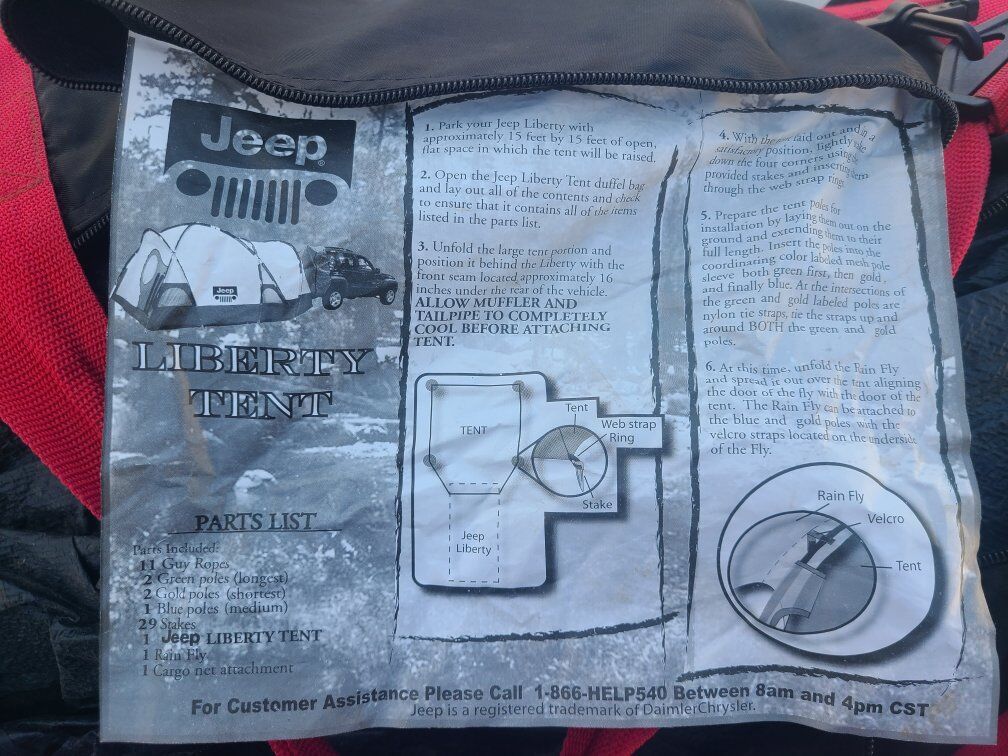 Jeep®
Jeep
LIBERTY
TENT
PARTS LIST
Parts Included:
11 Guy Ropes
2 Green poles (longest)
2 Gold poles (shortest)
1 Blue poles (medium)
29 Stakes
1 Jeep LIBERTY TENT
1 Rain Fly
1 Cargo net attachment
1. Park your Jeep Liberty with
approximately 15 feet by 15 feet of open,
flat space in which the tent will be raised.
2. Open the Jeep Liberty Tent duffel bag
and lay out all of the contents and check
to ensure that it contains all of the items
listed in the parts list.
3. Unfold the large tent portion and
position it behind the Liberty with the
front seam located approximately 16
inches under the rear of the vehicle.
ALLOW MUFFLER AND
TAILPIPE TO COMPLETELY
COOL BEFORE ATTACHING
TENT.
TENT
Jeep
Liberty
Tent
Web strap
Ring
Stake
4. With the tent laid out and in a
satisfactory position, lightly stake
down the four corners using the
provided stakes and inserting them
through the web strap rings.
5. Prepare the tent poles for
installation by laying them out on the
ground and extending them to their
full length. Insert the poles into the
coordinating color labeled mesh pole
sleeve both green first, then gold,
and finally blue. At the intersections of
the green and gold labeled poles are
nylon tie straps, tie the straps up and
around BOTH the green and gold
poles.
6. At this time, unfold the Rain Fly
and spread it out over the tent aligning
the door of the fly with the door of the
tent. The Rain Fly can be attached to
the blue and gold poles with the
velcro straps located on the underside
of the Fly.
Rain Fly
Velcro
Tent
For Customer Assistance Please Call 1-866-HELP540 Between 8am and 4pm CST
Jeep is a registered trademark of DaimlerChrysler.